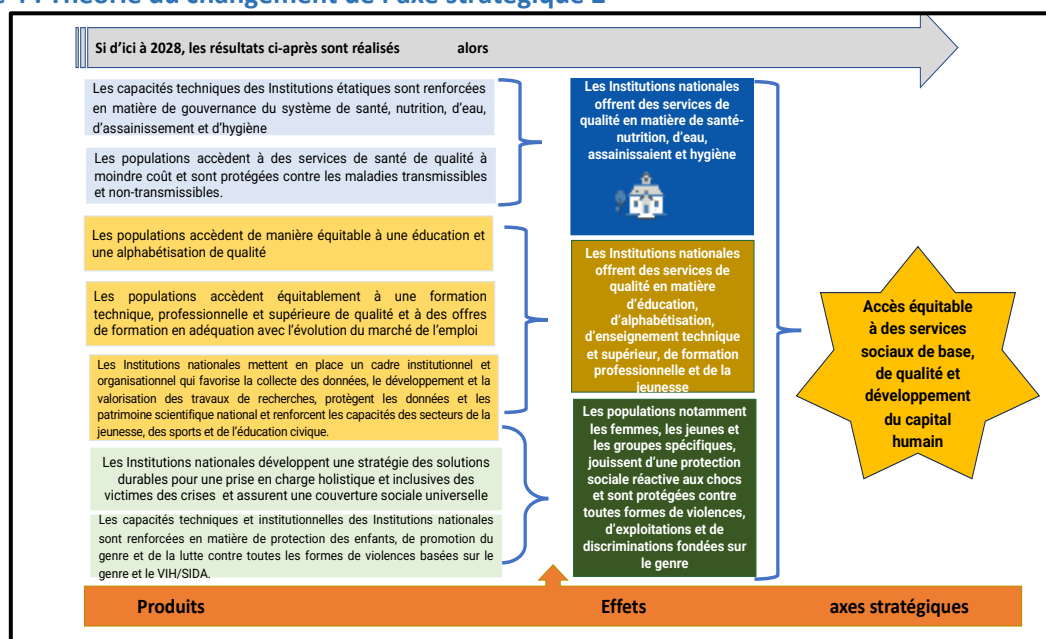 : Théorie du changement de l'axe stratégique 2
Si d'ici à 2028, les résultats ci-après sont réalisés alors
Les capacités techniques des Institutions étatiques sont renforcées
en matière de gouvernance du système de santé, nutrition, d'eau,
d'assainissement et d'hygiène
Les populations accèdent à des services de santé de qualité à
moindre coût et sont protégées contre les maladies transmissibles
et non-transmissibles.
Les populations accèdent de manière équitable à une éducation et
une alphabétisation de qualité
Les populations accèdent équitablement à une formation
technique, professionnelle et supérieure de qualité et à des offres
de formation en adéquation avec l'évolution du marché de l'emploi
Les Institutions nationales mettent en place un cadre institutionnel et
organisationnel qui favorise la collecte des données, le développement et la
valorisation des travaux de recherches, protègent les données et les
patrimoine scientifique national et renforcent les capacités des secteurs de la
jeunesse, des sports et de l'éducation civique.
Les Institutions nationales développent une stratégie des solutions
durables pour une prise en charge holistique et inclusives des
victimes des crises et assurent une couverture sociale universelle
Les capacités techniques et institutionnelles des Institutions nationales
sont renforcées en matière de protection des enfants, de promotion du
genre et de la lutte contre toutes les formes de violences basées sur le
genre et le VIH/SIDA.
Les Institutions nationales
offrent des services de
qualité en matière de santé-
nutrition, d'eau,
assainissaient et hygiène
Les Institutions nationales
offrent des services de
qualité en matière
d'éducation,
d'alphabétisation,
d'enseignement technique
et supérieur, de formation
professionnelle et de la
jeunesse
Les populations notamment
les femmes, les jeunes et
les groupes spécifiques,
jouissent d'une protection
sociale réactive aux chocs
et sont protégées contre
toutes formes de violences,
d'exploitations et de
discriminations fondées sur
le genre
Accès équitable
à des services
sociaux de base,
de qualité et
développement
du capital
humain
Produits Effets axes stratégiques